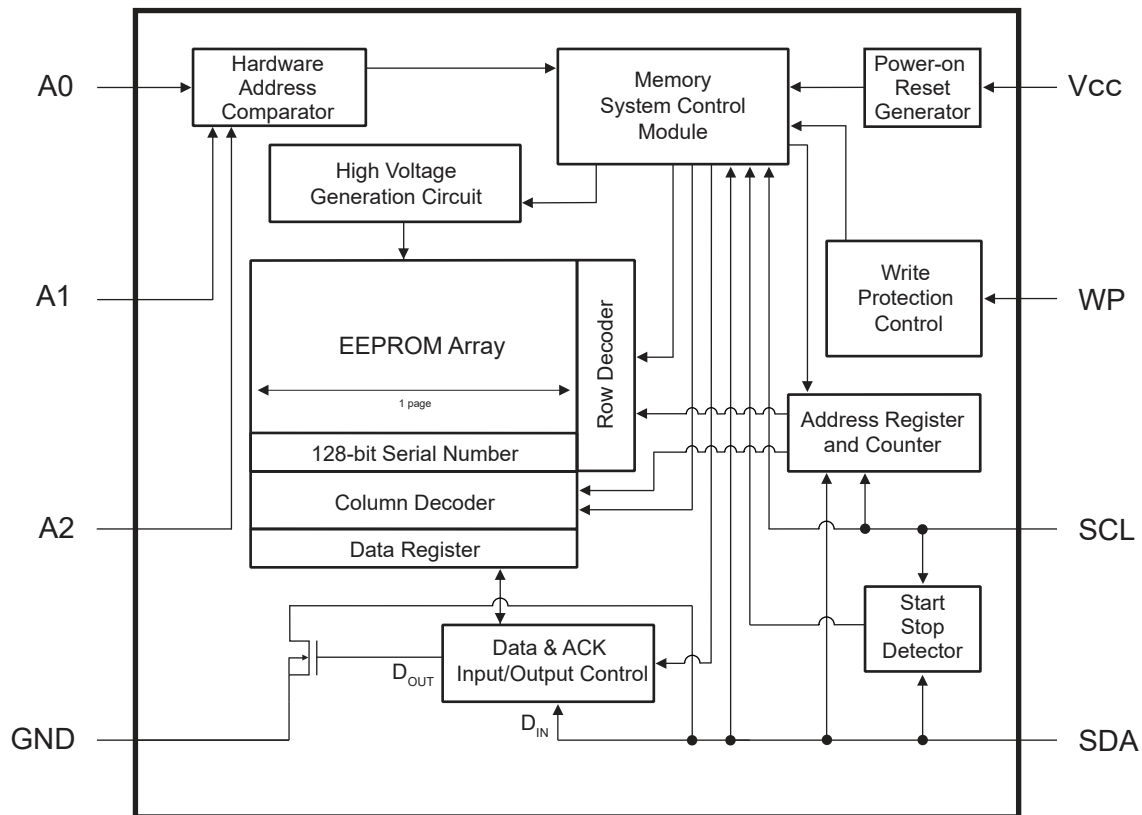 A0
Hardware
Address
Comparator
Memory
System Control
Module
Power-on
Reset
Generator
Vcc
High Voltage
Generation Circuit
A1
EEPROM Array
1 page
Row Decoder
Write
Protection
Control
WP
128-bit Serial Number
Address Register
and Counter
A2
Column Decoder
Data Register
SCL
Start
Stop
Detector
Data & ACK
Input/Output Control
DOUT
DIN
GND
SDA